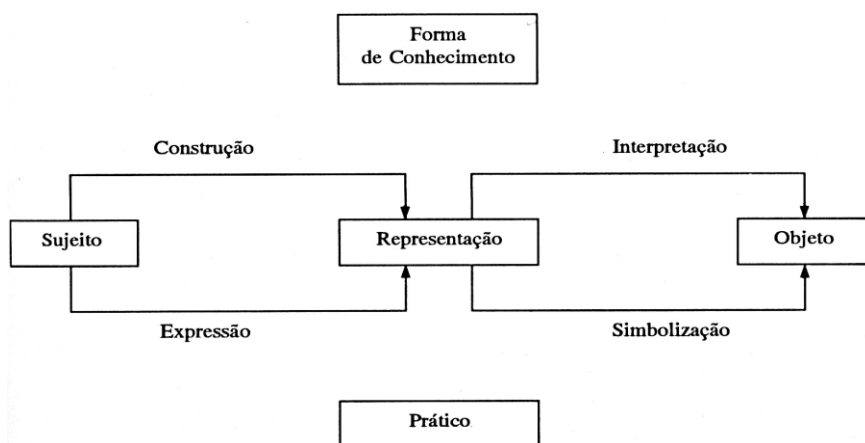 Forma
de Conhecimento
Construção
Interpretação
Sujeito
Representação
Objeto
Expressão
Simbolização
Prático